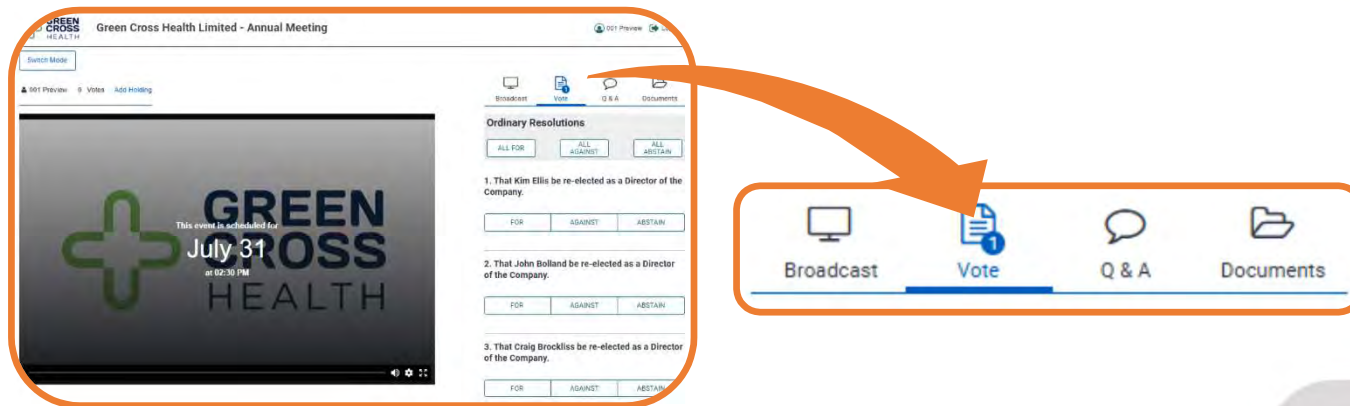 GREEN
CROSS
HEALTH
Green Cross Health Limited - Annual Meeting
001 Preview
Switch Mode
001 Preview 0 Votes Add Holding
Broadcast
1
Vote
Q & A
Documents
GREEN
CROSS
HEALTH
This event is scheduled for
July 31
at 02:30 PM
Ordinary Resolutions
ALL FOR
ALL
AGAINST
ALL
ABSTAIN
1. That Kim Ellis be re-elected as a Director of the
Company.
FOR
AGAINST
ABSTAIN
2. That John Bolland be re-elected as a Director
of the Company.
FOR
AGAINST
ABSTAIN
3. That Craig Brockliss be re-elected as a Director
of the Company.
FOR
AGAINST
ABSTAIN
Broadcast
1
Vote
Q & A
Documents